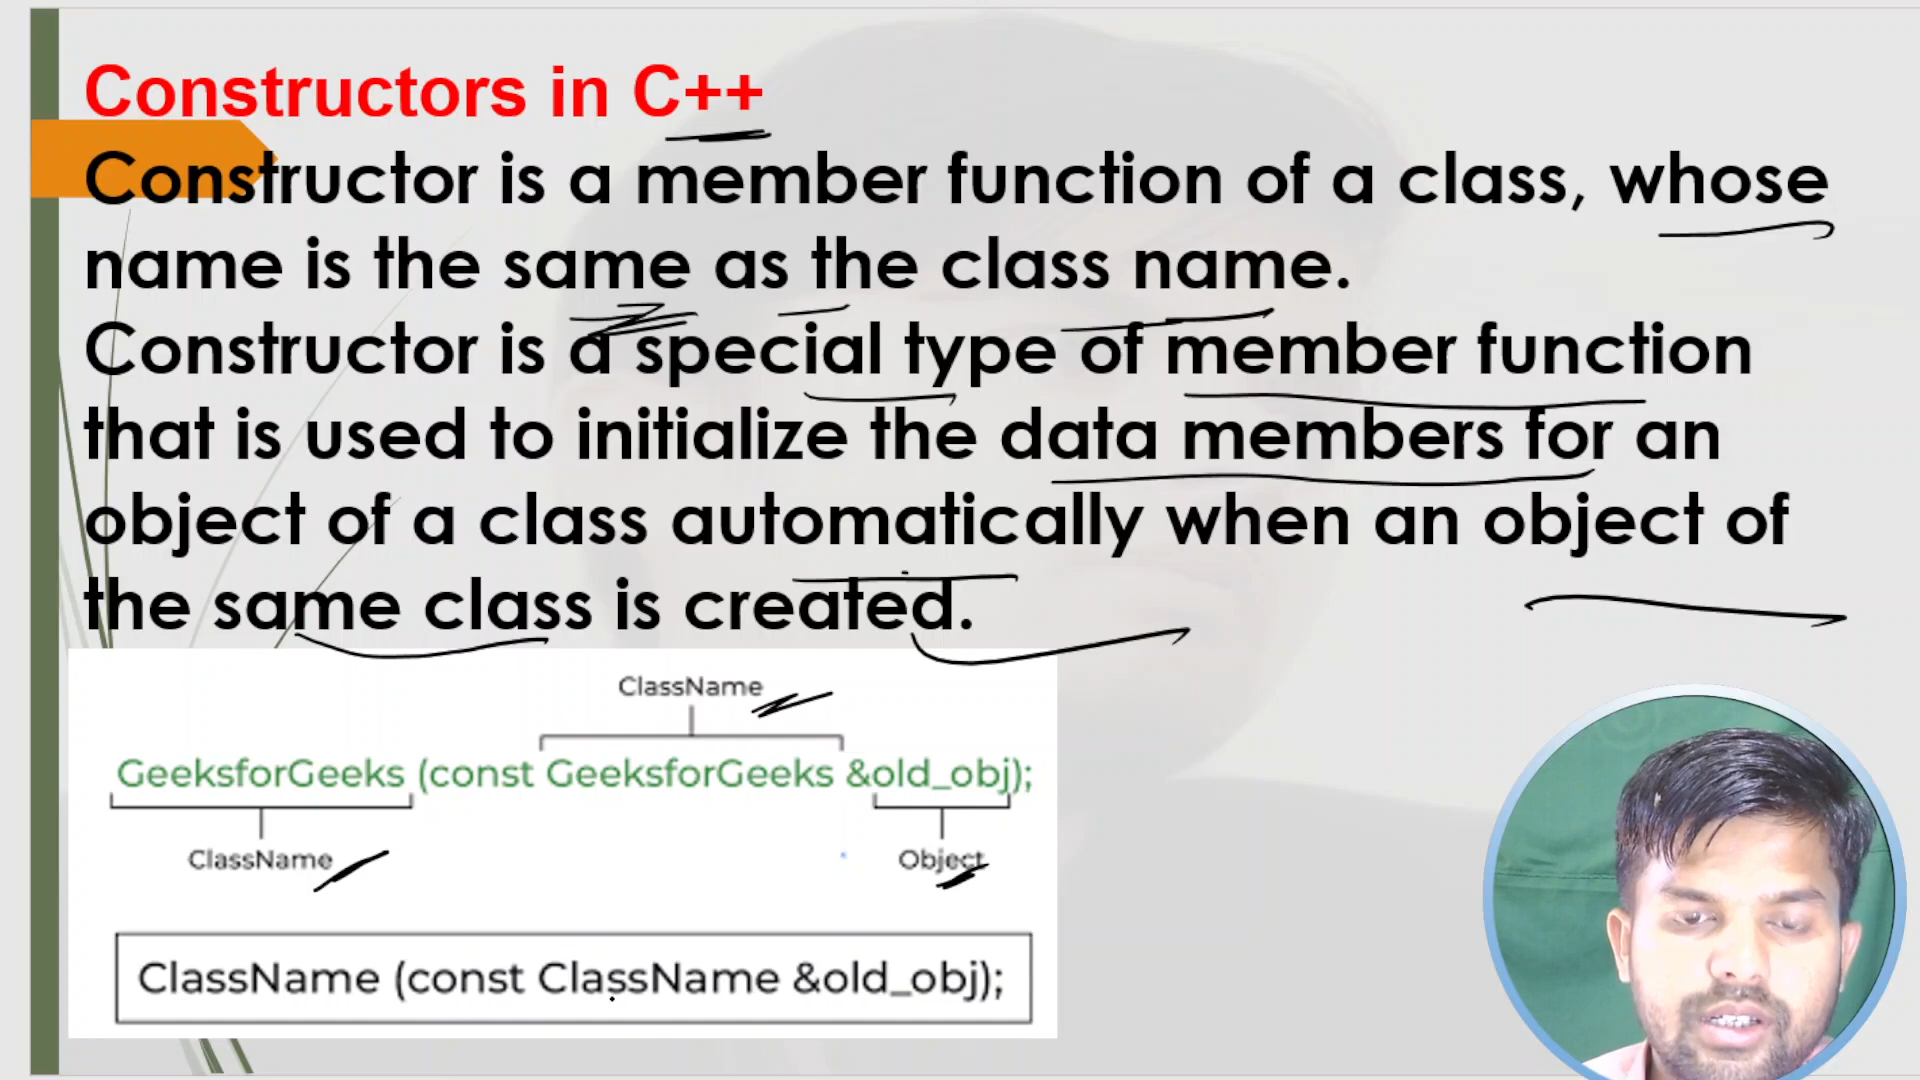 Constructors in C++
Constructor is a member function of a class, whose
name is the same as the class name.
Constructor is a special type of member function
that is used to initialize the data members for an
object of a class automatically when an object of
the same class is created.
ClassName
GeeksforGeeks (const GeeksforGeeks &old_obj);
ClassName Object
ClassName (const ClassName &old_obj);